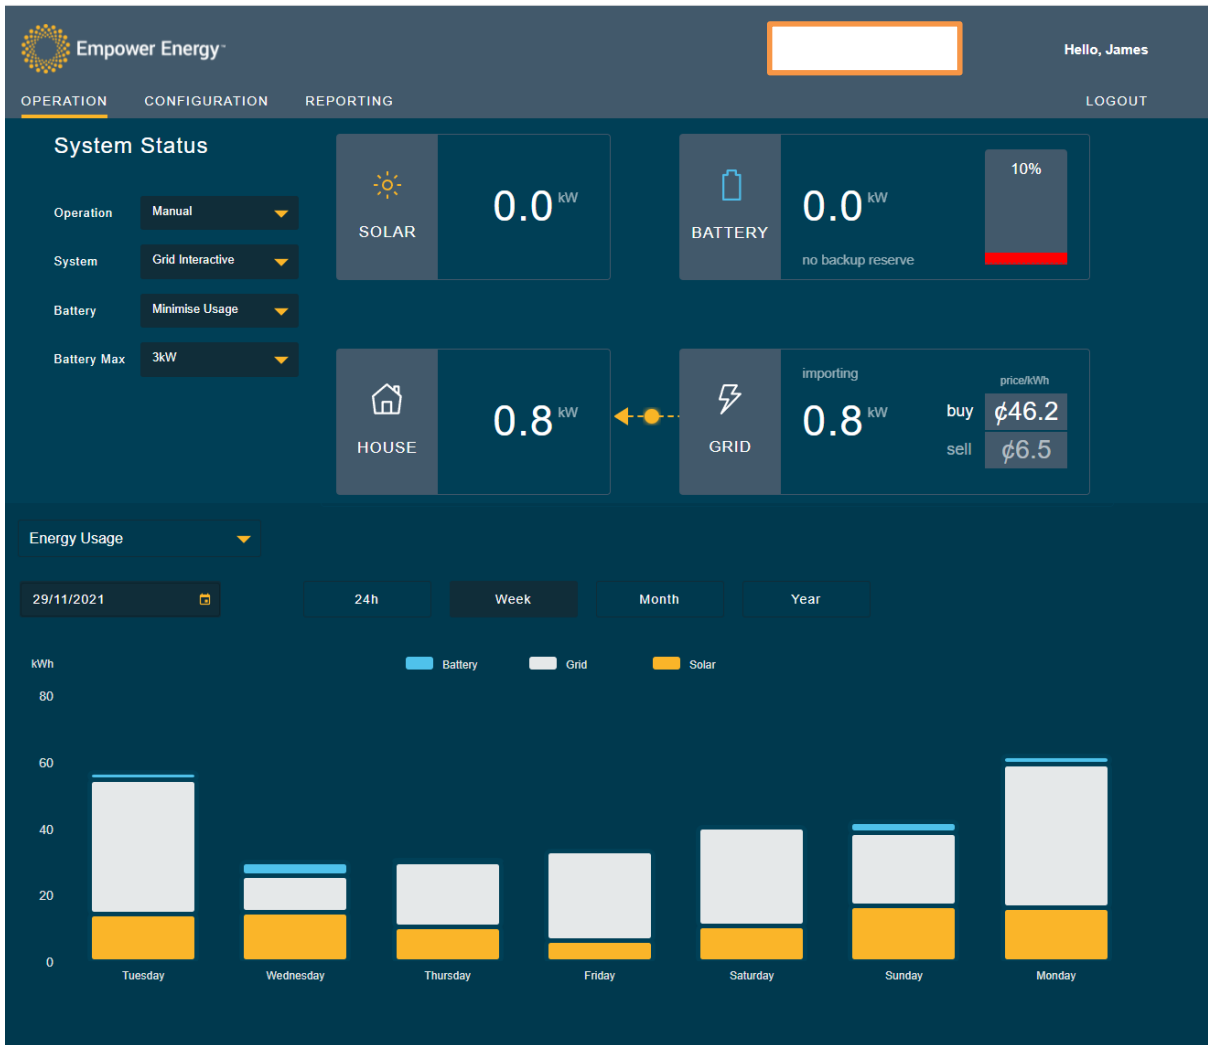 Empower Energy™
Hello, James
OPERATION CONFIGURATION REPORTING LOGOUT
System Status
Operation Manual
System Grid Interactive
Battery Minimise Usage
Battery Max 3kW
SOLAR
0.0 kW
BATTERY
0.0 kW
no backup reserve
10%
HOUSE
0.8 kW
GRID
importing
0.8 kW
price/kWh
buy ¢46.2
sell ¢6.5
Energy Usage
29/11/2021 24h Week Month Year
kWh Battery Grid Solar
80
60
40
20
0
Tuesday Wednesday Thursday Friday Saturday Sunday Monday